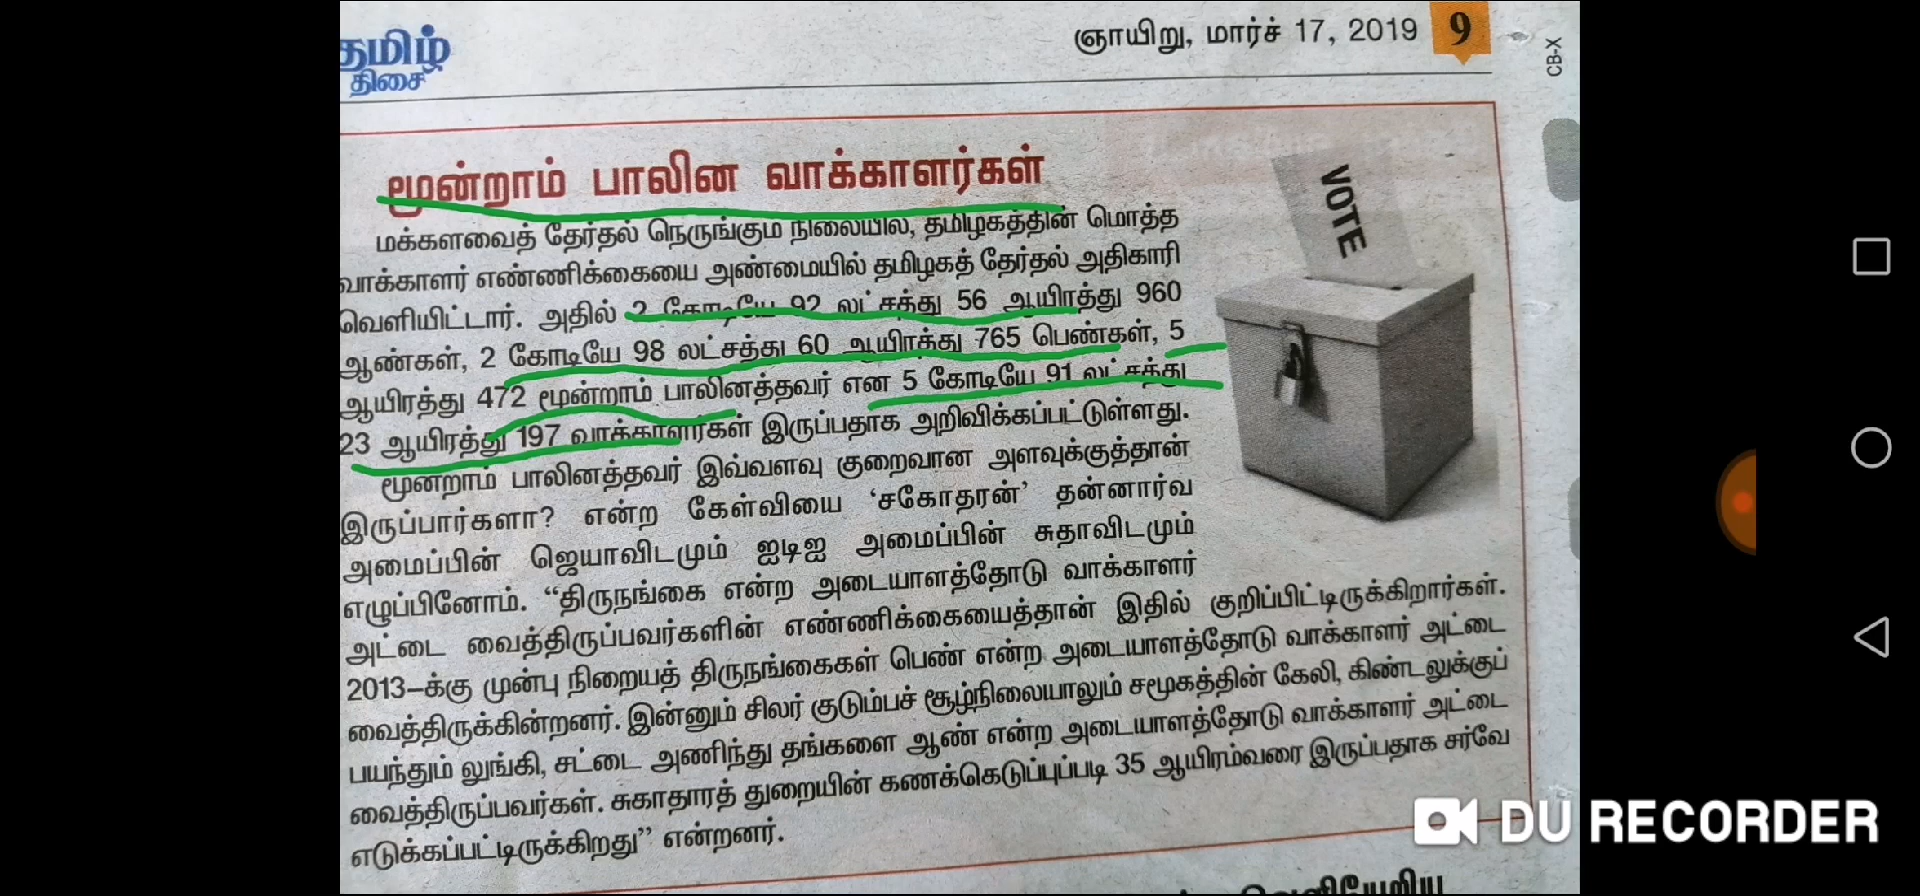 தமிழ்
திசை
ஞாயிறு, மார்ச் 17, 2019
9
CB-X
மூன்றாம் பாலின வாக்காளர்கள்
VOTE
மக்களவைத் தேர்தல் நெருங்கும் நிலையில், தமிழகத்தின் மொத்த
வாக்காளர் எண்ணிக்கையை அண்மையில் தமிழகத் தேர்தல் அதிகாரி
வெளியிட்டார். அதில் 2 கோடியே 92 லட்சத்து 56 ஆயிரத்து 960
ஆண்கள், 2 கோடியே 98 லட்சத்து 60 ஆயிரத்து 765 பெண்கள், 5
ஆயிரத்து 472 மூன்றாம் பாலினத்தவர் என 5 கோடியே 91 லட்சத்து
23 ஆயிரத்து 197 வாக்காளர்கள் இருப்பதாக அறிவிக்கப்பட்டுள்ளது.
மூன்றாம் பாலினத்தவர் இவ்வளவு குறைவான அளவுக்குத்தான்
இருப்பார்களா? என்ற கேள்வியை ‘சகோதரன்’ தன்னார்வ
அமைப்பின் ஜெயாவிடமும் ஐடிஐ அமைப்பின் சுதாவிடமும்
எழுப்பினோம். “திருநங்கை என்ற அடையாளத்தோடு வாக்காளர்
அட்டை வைத்திருப்பவர்களின் எண்ணிக்கையைத்தான் இதில் குறிப்பிட்டிருக்கிறார்கள்.
2013–க்கு முன்பு நிறையத் திருநங்கைகள் பெண் என்ற அடையாளத்தோடு வாக்காளர் அட்டை
வைத்திருக்கின்றனர். இன்னும் சிலர் குடும்பச் சூழ்நிலையாலும் சமூகத்தின் கேலி, கிண்டலுக்குப்
பயந்தும் லுங்கி, சட்டை அணிந்து தங்களை ஆண் என்ற அடையாளத்தோடு வாக்காளர் அட்டை
வைத்திருப்பவர்கள். சுகாதாரத் துறையின் கணக்கெடுப்புப்படி 35 ஆயிரம்வரை இருப்பதாக சர்வே
எடுக்கப்பட்டிருக்கிறது” என்றனர்.
DU RECORDER